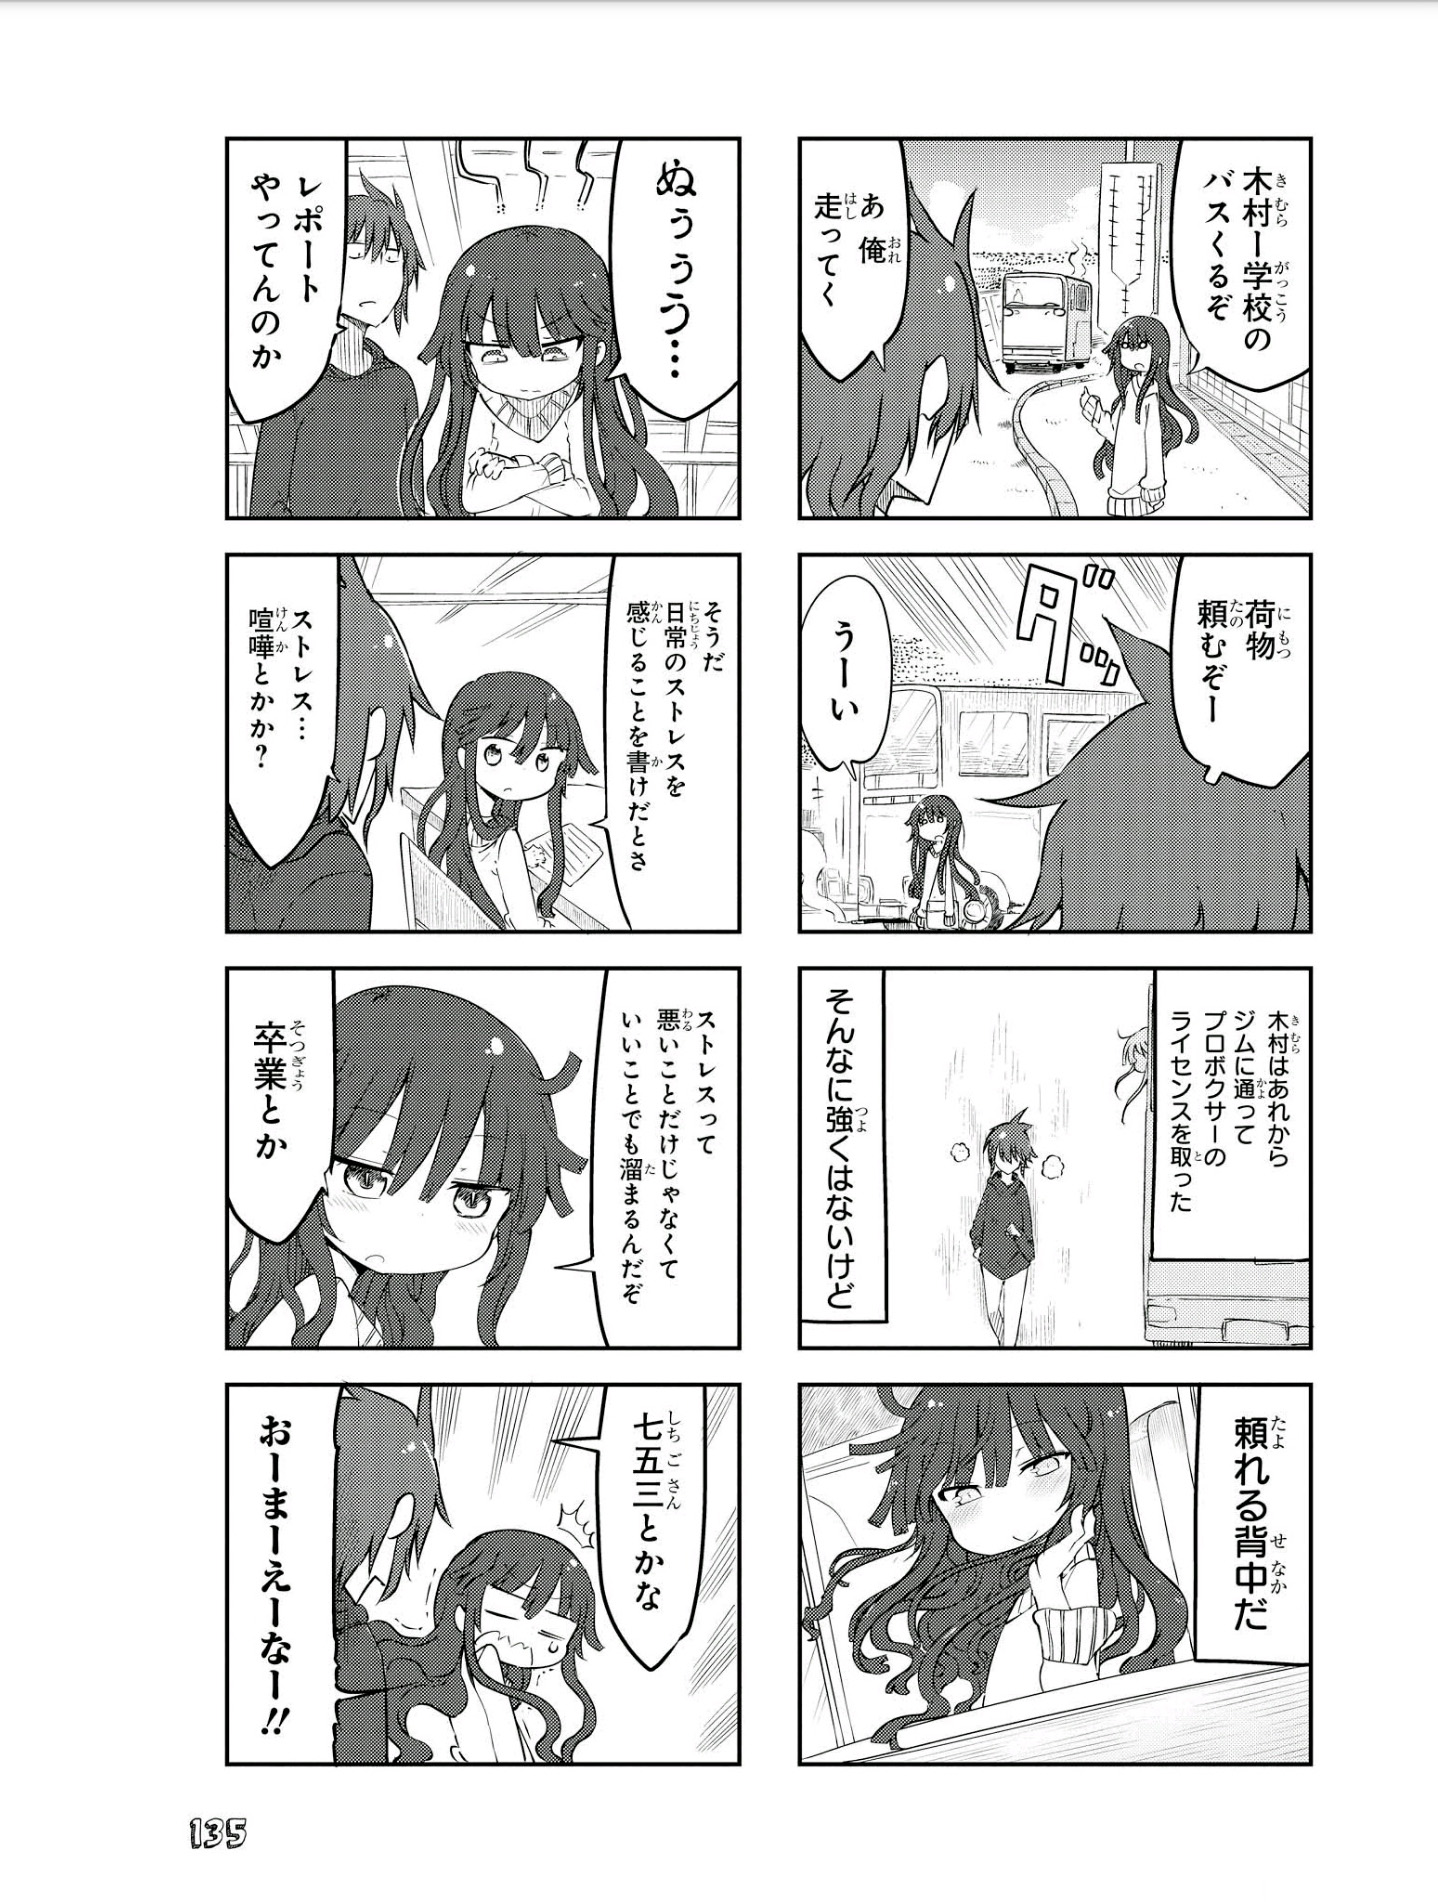 木村ー学校の
バスくるぞ
あ 俺
走ってく
荷物
頼むぞー
ダッ
うーい
木村はあれから
ジムに通って
プロボクサーの
ライセンスを取った
そんなに強くはないけど
頼れる背中だ
ぬぅぅう…
レポート
やってんのか
そうだ
日常のストレスを
感じることを書けだとさ
ストレス…
喧嘩とかか?
ストレスって
悪いことだけじゃなくて
いいことでも溜まるんだぞ
卒業とか
七五三とかな
おーまーえーなー!!
135